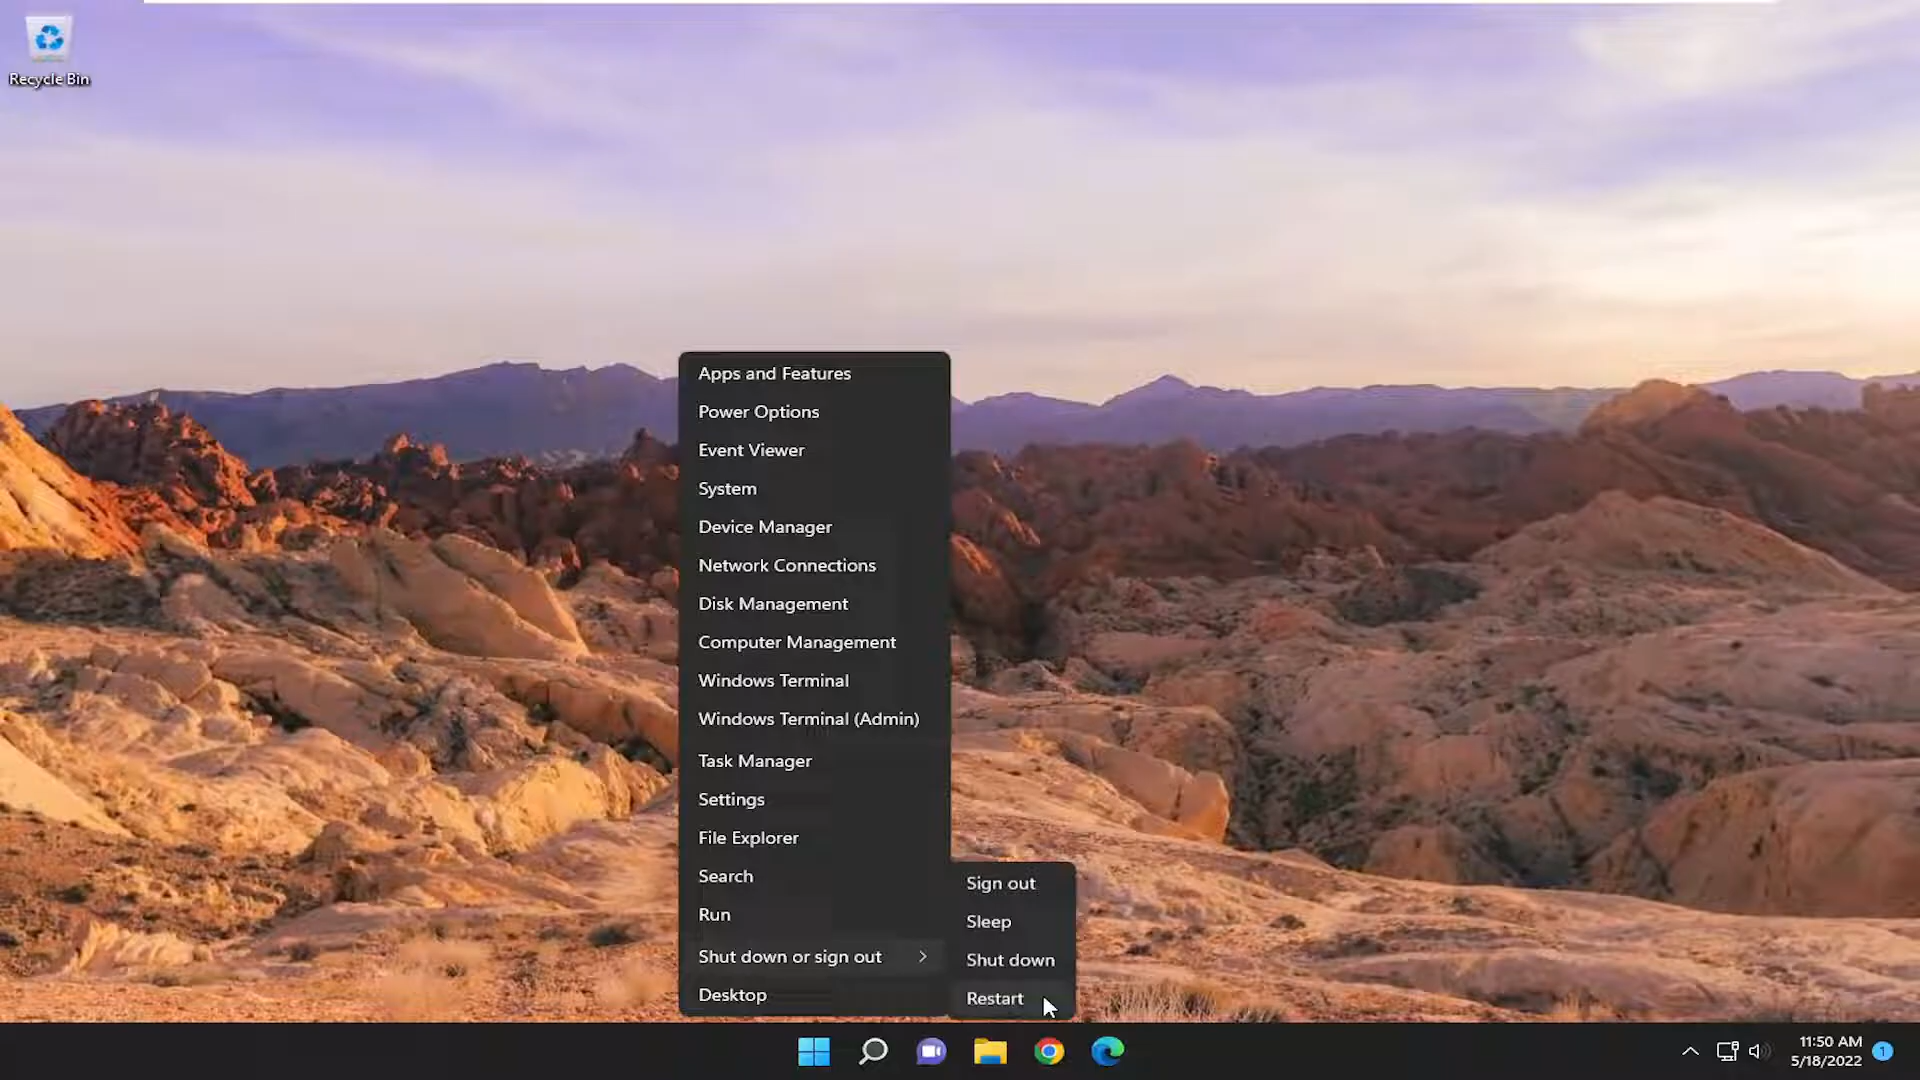 Recycle Bin
Apps and Features
Power Options
Event Viewer
System
Device Manager
Network Connections
Disk Management
Computer Management
Windows Terminal
Windows Terminal (Admin)
Task Manager
Settings
File Explorer
Search
Run
Shut down or sign out
Desktop
Sign out
Sleep
Shut down
Restart
11:50 AM
5/18/2022
1